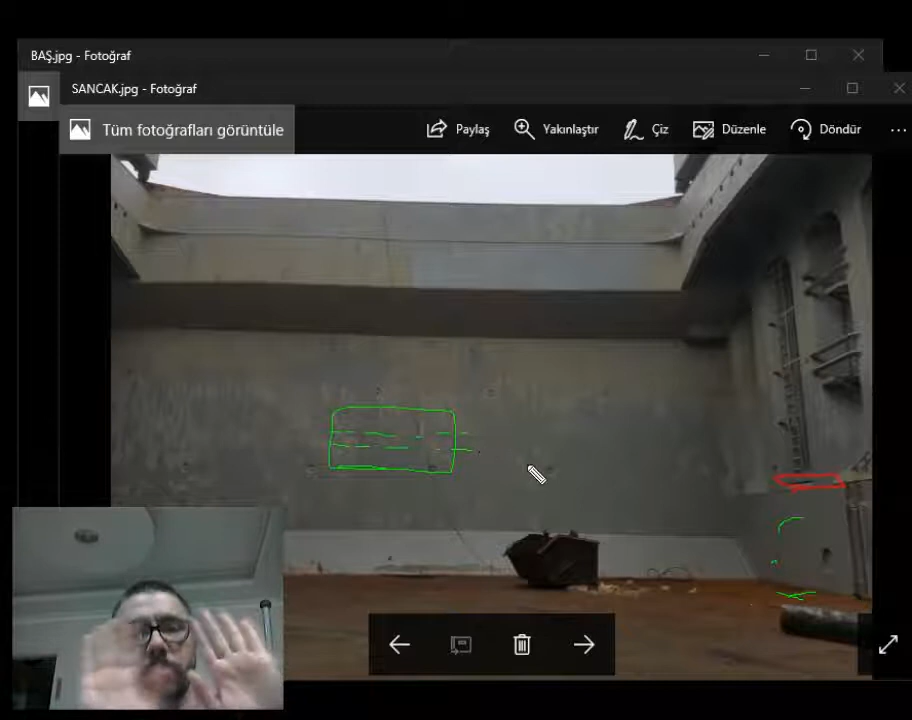 BAŞ.jpg - Fotoğraf
SANCAK.jpg - Fotoğraf
Tüm fotoğrafları görüntüle
Paylaş
Yakınlaştır
Çiz
Düzenle
Döndür